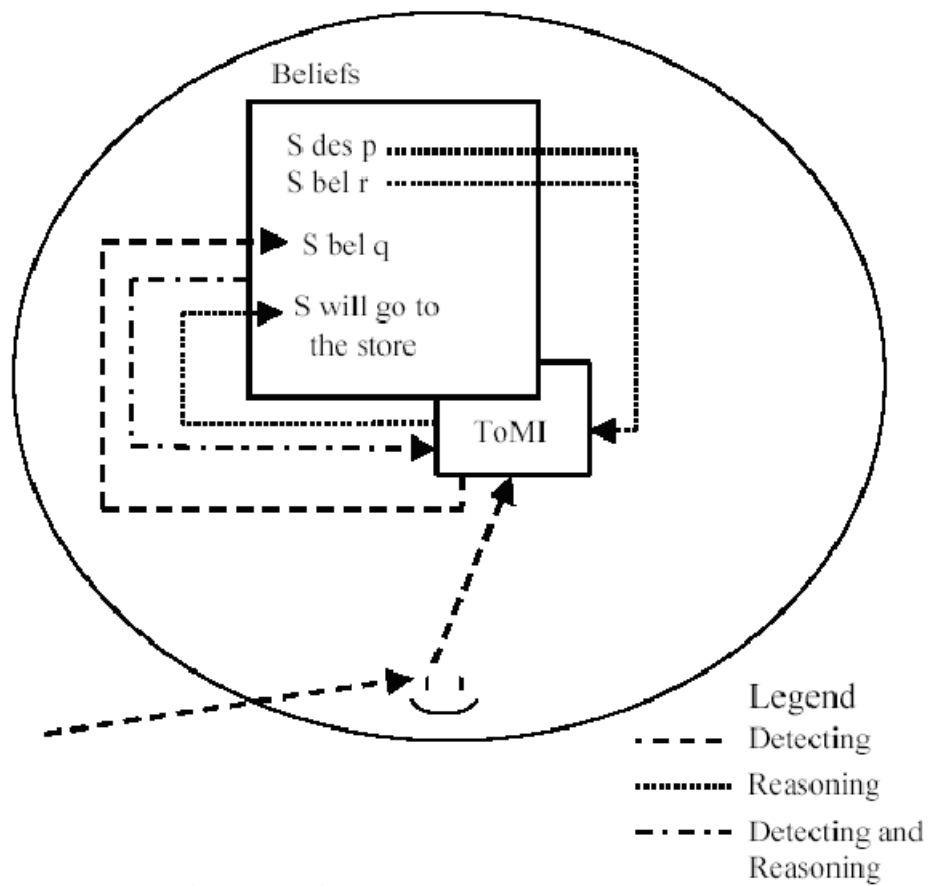 Beliefs
S des p
S bel r
S bel q
S will go to
the store
ToMI
Legend
Detecting
Reasoning
Detecting and
Reasoning